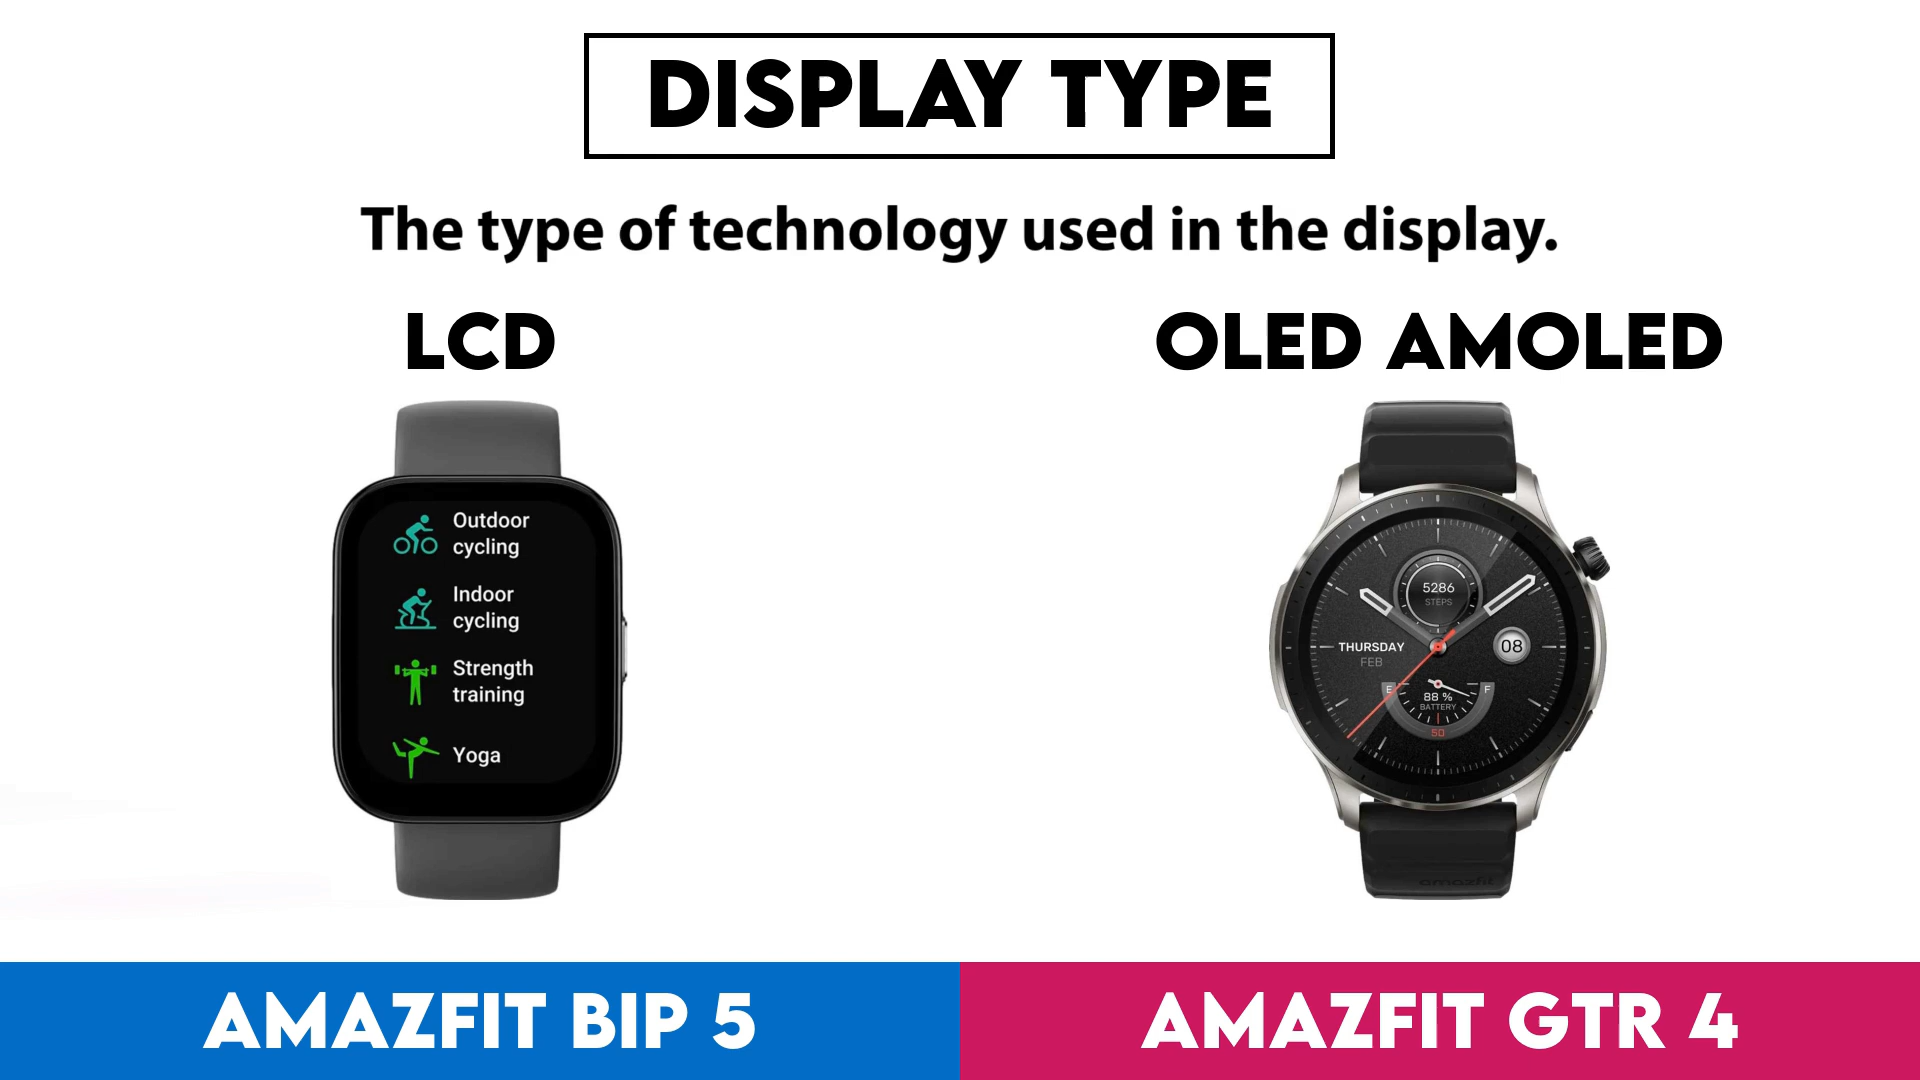 DISPLAY TYPE
The type of technology used in the display.
LCD
OLED AMOLED
Outdoor
cycling
Indoor
cycling
Strength
training
Yoga
5286
STEPS
THURSDAY
FEB
08
E
F
88 %
BATTERY
50
amazfit
AMAZFIT BIP 5
AMAZFIT GTR 4